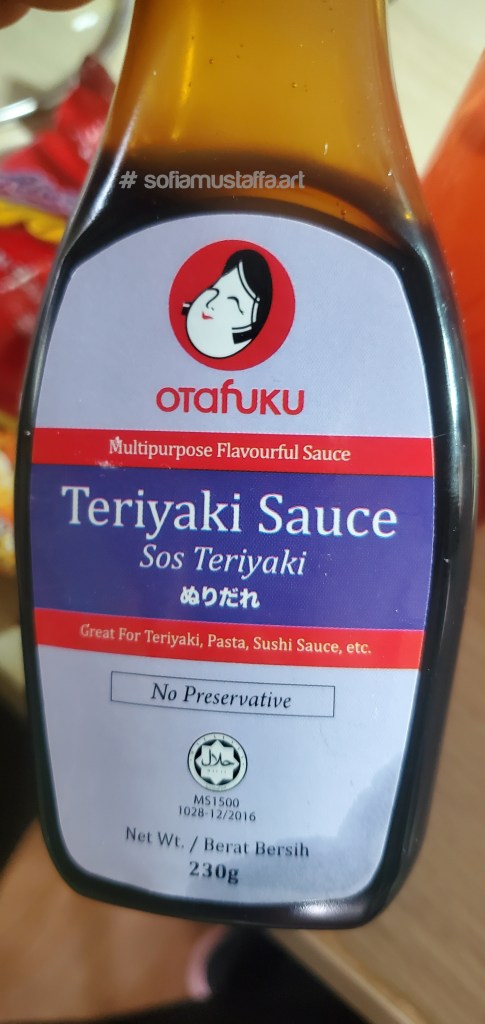 # sofiamustaffa.art
OTafuKU
Multipurpose Flavourful Sauce
Teriyaki Sauce
Sos Teriyaki
ぬりだれ
Great For Teriyaki, Pasta, Sushi Sauce, etc.
No Preservative
حلال
MS1500
1028-12/2016
Net Wt. / Berat Bersih
230g